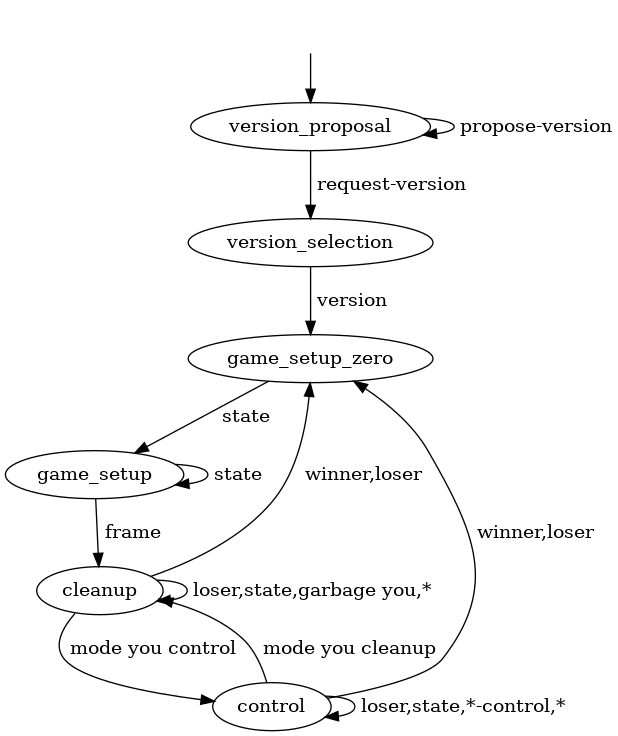 version_proposal
propose-version
request-version
version_selection
version
game_setup_zero
state
game_setup
state
winner,loser
frame
winner,loser
cleanup
loser,state,garbage you,*
mode you control
mode you cleanup
control
loser,state,*-control,*